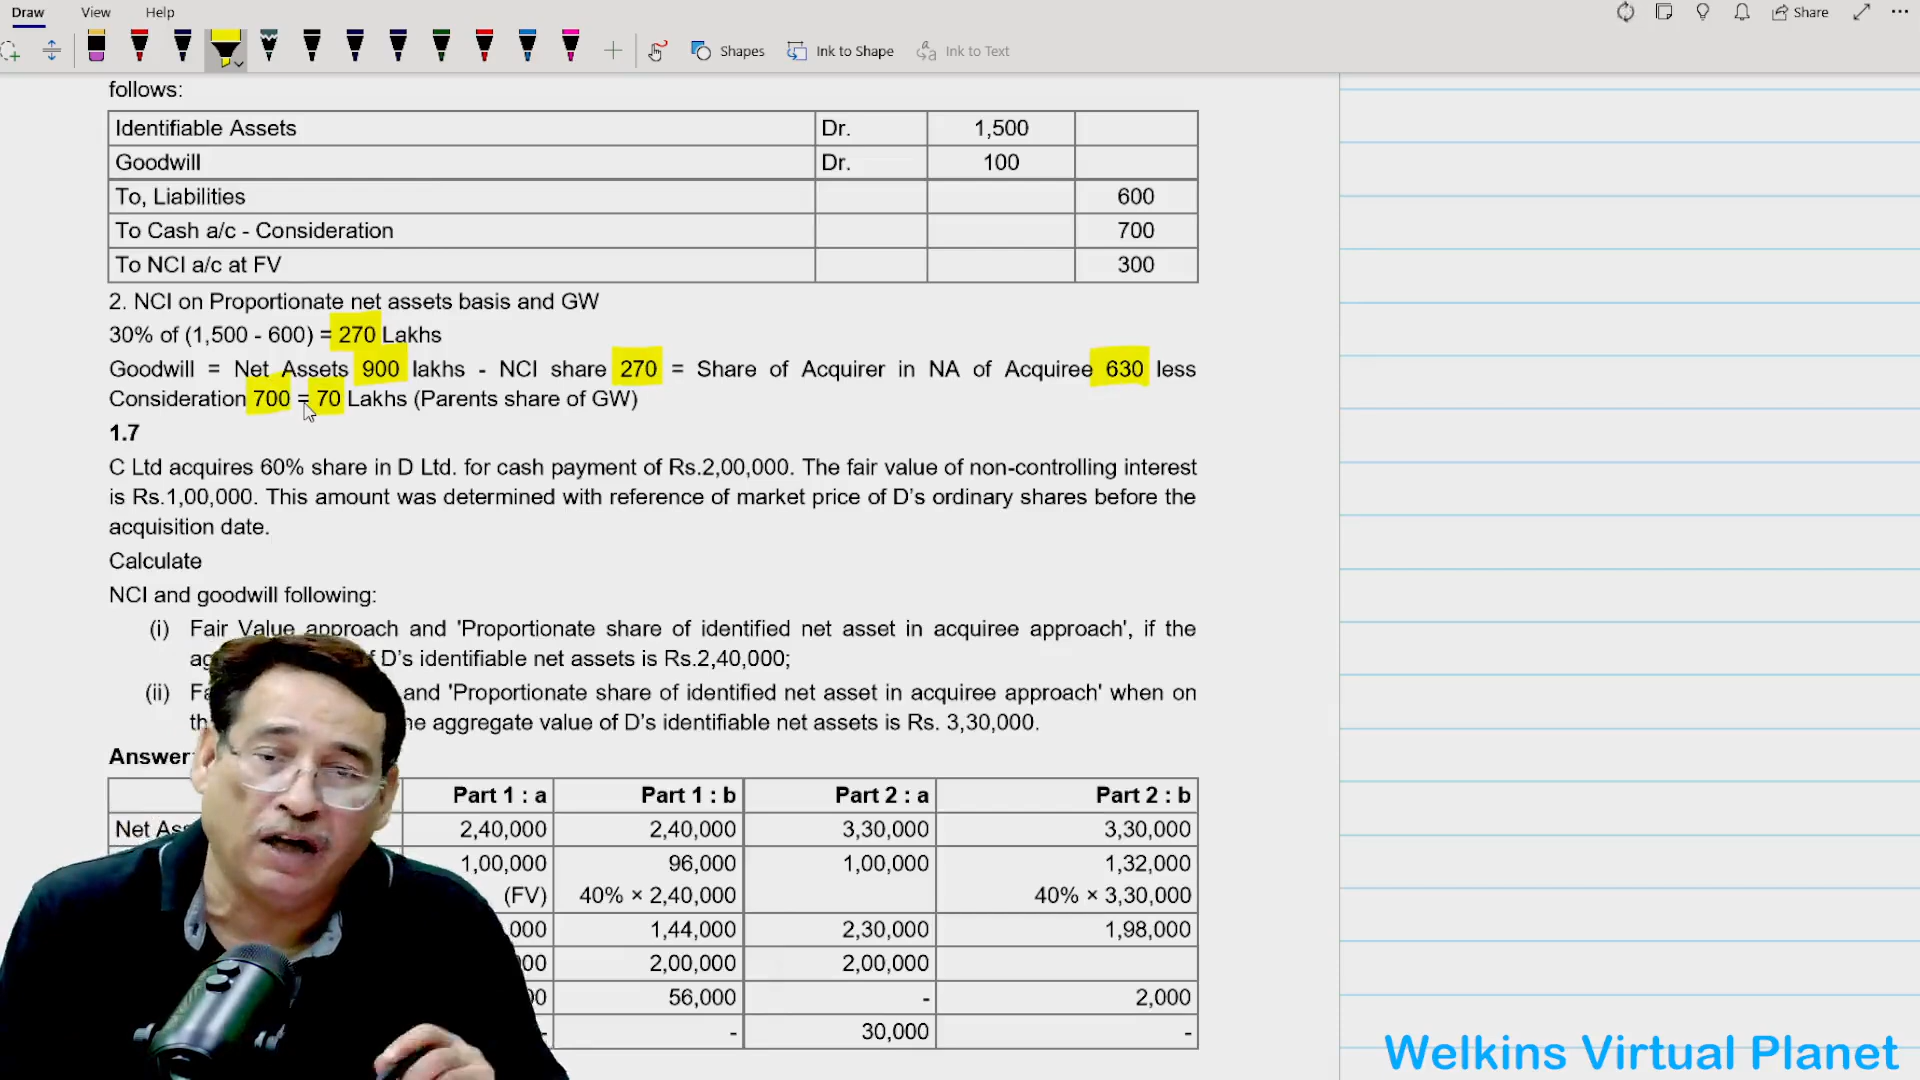 Draw View Help
Share
Shapes Ink to Shape Ink to Text
follows:
Identifiable Assets Dr. 1,500
Goodwill Dr. 100
To, Liabilities 600
To Cash a/c - Consideration 700
To NCI a/c at FV 300
2. NCI on Proportionate net assets basis and GW
30% of (1,500 - 600) = 270 Lakhs
Goodwill = Net Assets 900 lakhs - NCI share 270 = Share of Acquirer in NA of Acquiree 630 less
Consideration 700 = 70 Lakhs (Parents share of GW)
1.7
C Ltd acquires 60% share in D Ltd. for cash payment of Rs.2,00,000. The fair value of non-controlling interest
is Rs.1,00,000. This amount was determined with reference of market price of D's ordinary shares before the
acquisition date.
Calculate
NCI and goodwill following:
(i) Fair Value approach and 'Proportionate share of identified net asset in acquiree approach', if the
D's identifiable net assets is Rs.2,40,000;
(ii) and 'Proportionate share of identified net asset in acquiree approach' when on
aggregate value of D's identifiable net assets is Rs. 3,30,000.
Answer
Part 1 : a Part 1 : b Part 2 : a Part 2 : b
Net 2,40,000 2,40,000 3,30,000 3,30,000
1,00,000 96,000 1,00,000 1,32,000
(FV) 40% × 2,40,000 40% × 3,30,000
1,44,000 2,30,000 1,98,000
2,00,000 2,00,000
56,000 - 2,000
- - 30,000 -
Welkins Virtual Planet